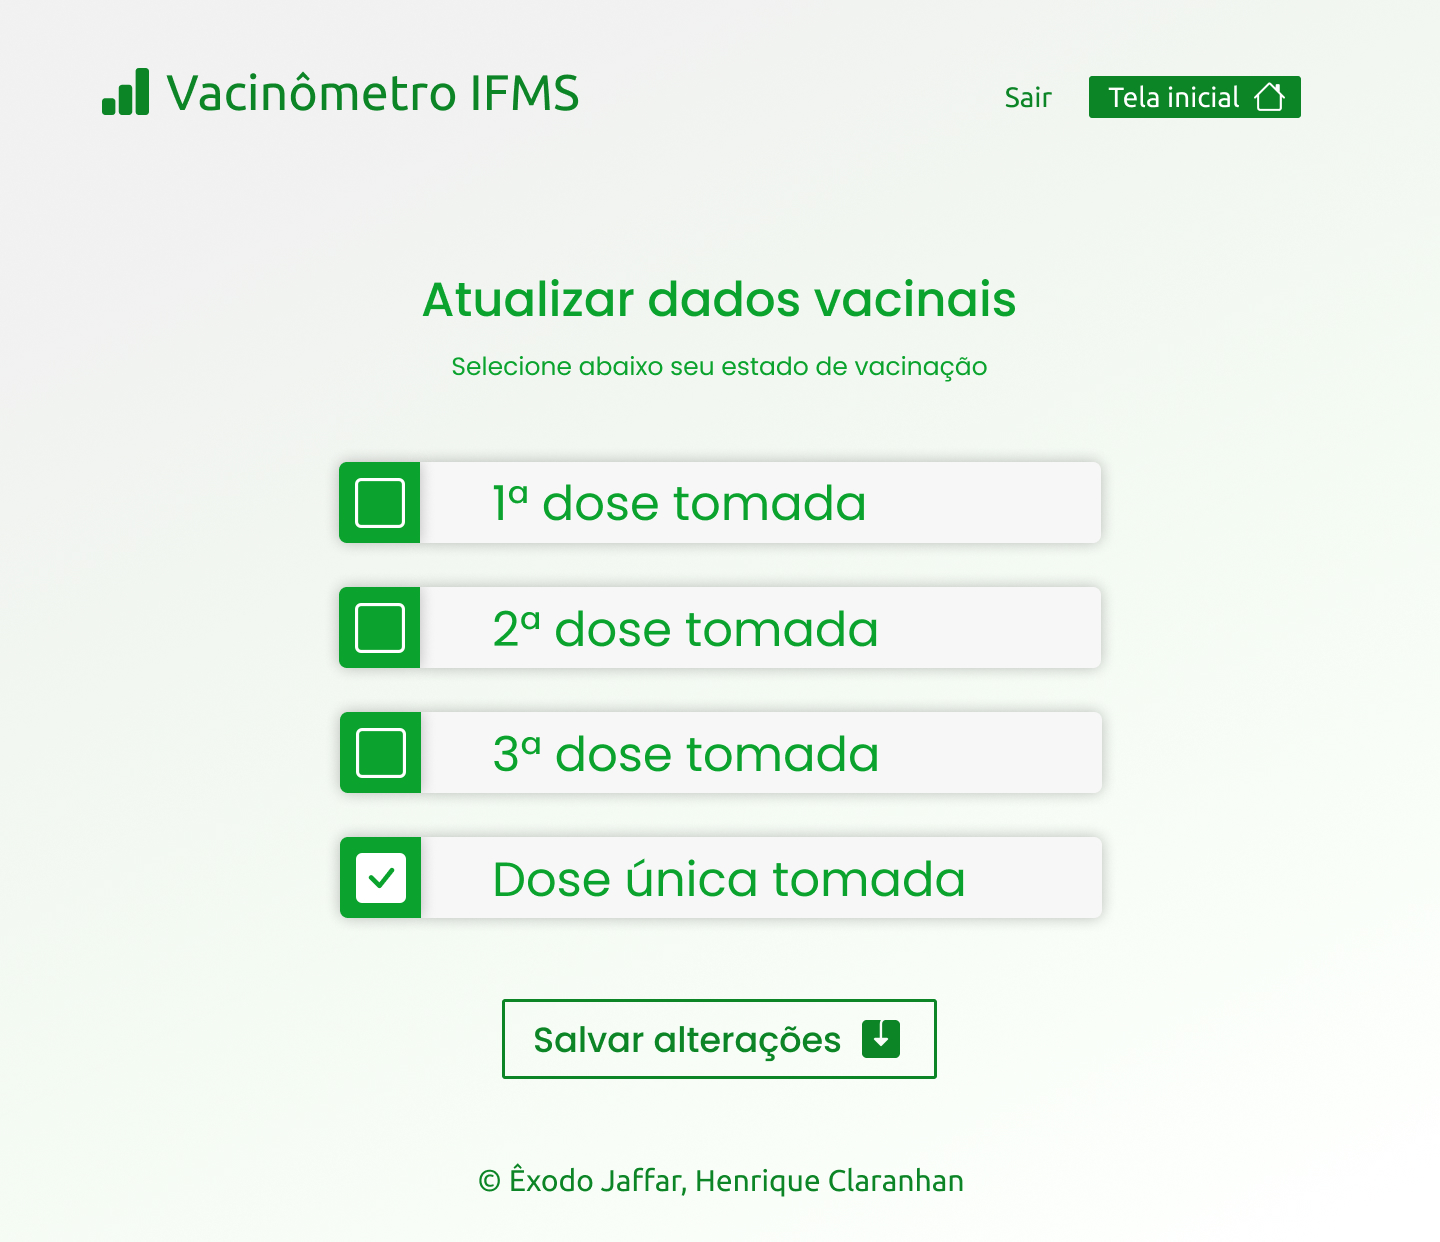 Vacinômetro IFMS
Sair
Tela inicial
Atualizar dados vacinais
Selecione abaixo seu estado de vacinação
1ª dose tomada
2ª dose tomada
3ª dose tomada
Dose única tomada
Salvar alterações
© Êxodo Jaffar, Henrique Claranhan